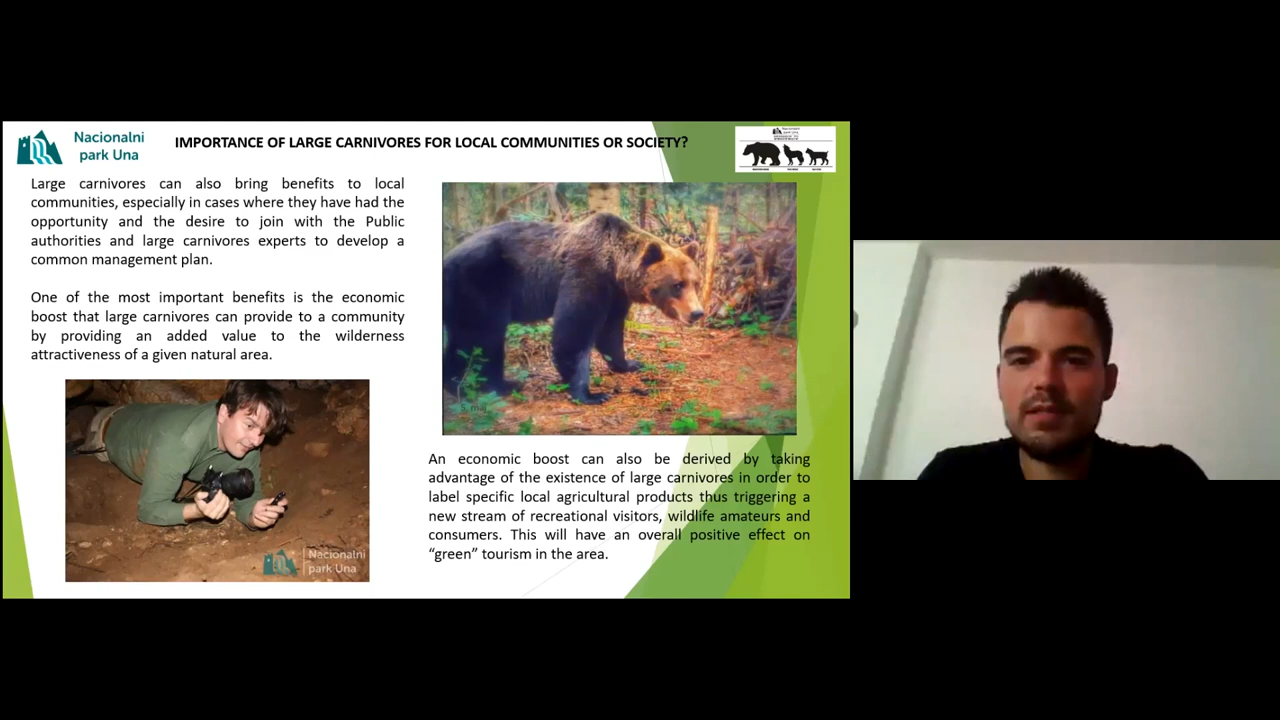 Nacionalni
park Una
IMPORTANCE OF LARGE CARNIVORES FOR LOCAL COMMUNITIES OR SOCIETY?
Large carnivores can also bring benefits to local
communities, especially in cases where they have had the
opportunity and the desire to join with the Public
authorities and large carnivores experts to develop a
common management plan.
One of the most important benefits is the economic
boost that large carnivores can provide to a community
by providing an added value to the wilderness
attractiveness of a given natural area.
Nacionalni
park Una
An economic boost can also be derived by taking
advantage of the existence of large carnivores in order to
label specific local agricultural products thus triggering a
new stream of recreational visitors, wildlife amateurs and
consumers. This will have an overall positive effect on
“green” tourism in the area.